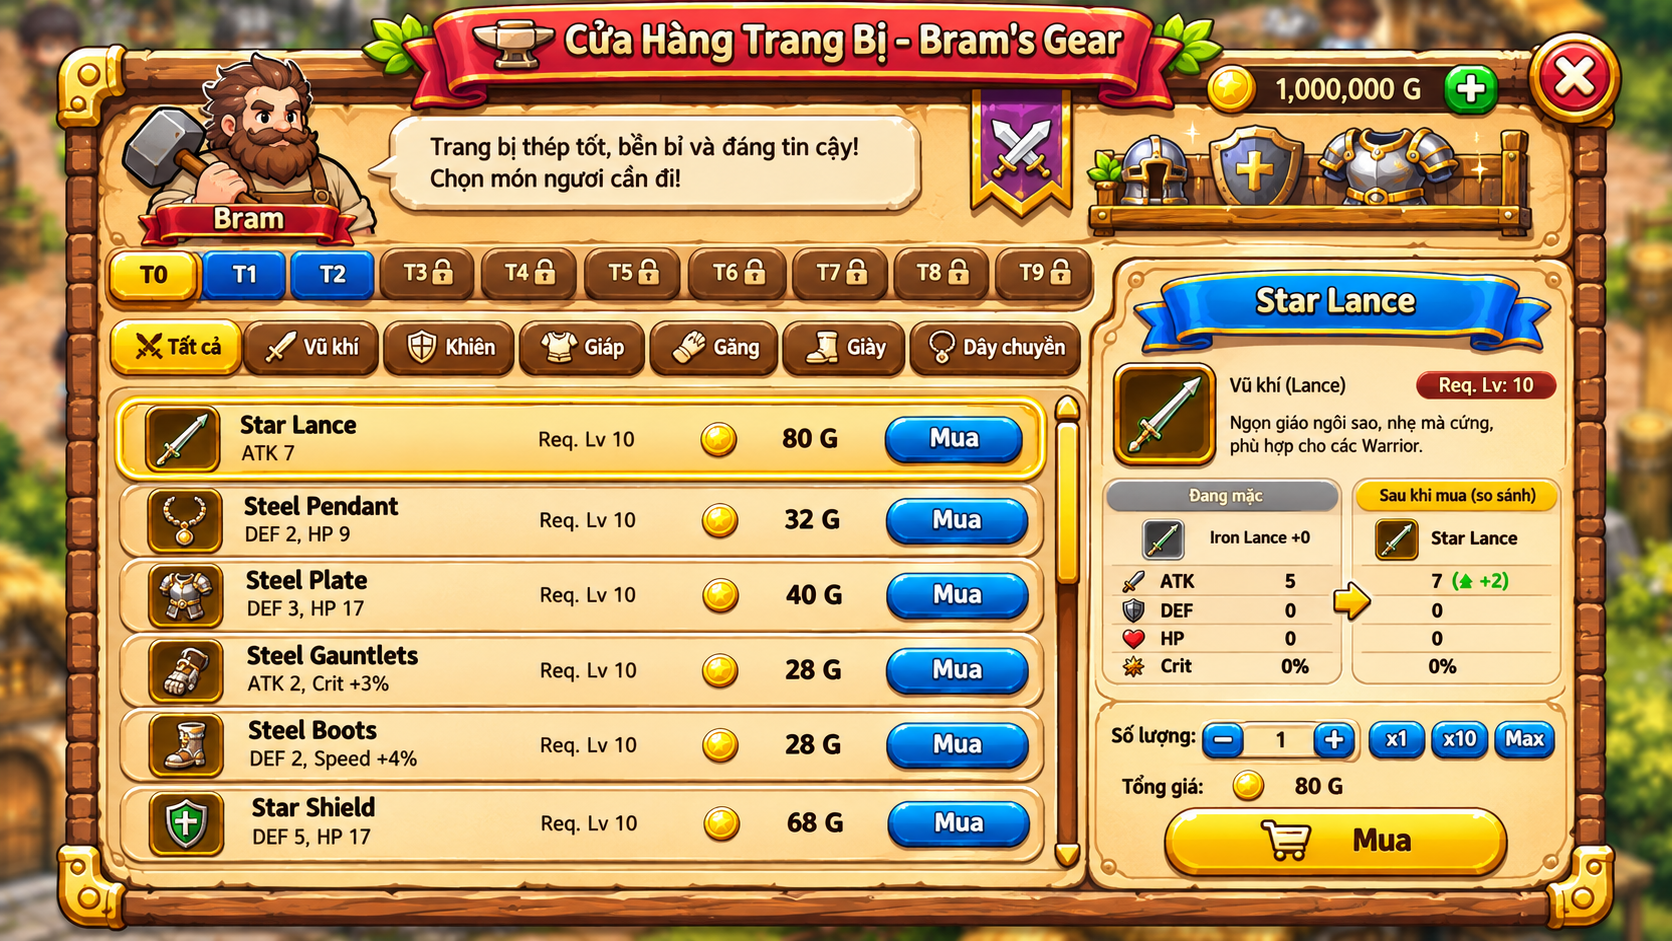 Cửa Hàng Trang Bị - Bram's Gear
1,000,000 G
Trang bị thép tốt, bền bỉ và đáng tin cậy!
Chọn món ngươi cần đi!
Bram
T0 T1 T2 T3 T4 T5 T6 T7 T8 T9
Tất cả Vũ khí Khiên Giáp Găng Giày Dây chuyền
Star Lance
ATK 7
Req. Lv 10
80 G
Mua
Steel Pendant
DEF 2, HP 9
Req. Lv 10
32 G
Mua
Steel Plate
DEF 3, HP 17
Req. Lv 10
40 G
Mua
Steel Gauntlets
ATK 2, Crit +3%
Req. Lv 10
28 G
Mua
Steel Boots
DEF 2, Speed +4%
Req. Lv 10
28 G
Mua
Star Shield
DEF 5, HP 17
Req. Lv 10
68 G
Mua
Star Lance
Vũ khí (Lance)
Req. Lv: 10
Ngọn giáo ngôi sao, nhẹ mà cứng,
phù hợp cho các Warrior.
Đang mặc
Iron Lance +0
ATK 5
DEF 0
HP 0
Crit 0%
Sau khi mua (so sánh)
Star Lance
7 (+2)
0
0
0%
Số lượng: - 1 + x1 x10 Max
Tổng giá: 80 G
Mua